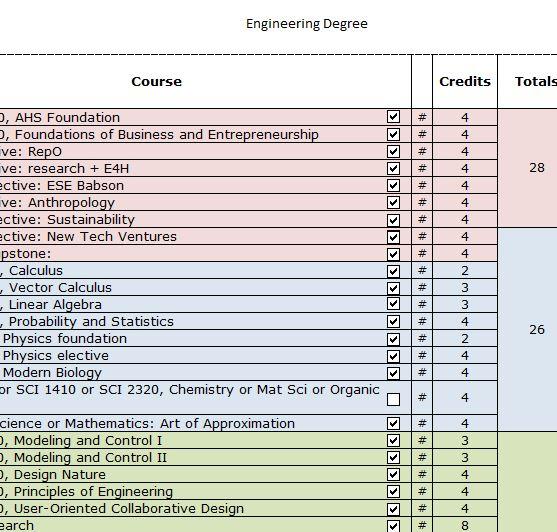 Engineering Degree
Course Credits Totals
0, AHS Foundation # 4
0, Foundations of Business and Entrepreneurship # 4
ive: RepO # 4
ive: research + E4H # 4
ective: ESE Babson # 4
ive: Anthropology # 4
ective: Sustainability # 4
28
ective: New Tech Ventures # 4
pstone: # 4
, Calculus # 2
, Vector Calculus # 3
, Linear Algebra # 3
, Probability and Statistics # 4
Physics foundation # 2
Physics elective # 4
Modern Biology # 4
or SCI 1410 or SCI 2320, Chemistry or Mat Sci or Organic # 4
cience or Mathematics: Art of Approximation # 4
26
0, Modeling and Control I # 3
0, Modeling and Control II # 3
0, Design Nature # 4
0, Principles of Engineering # 4
0, User-Oriented Collaborative Design # 4
earch # 8